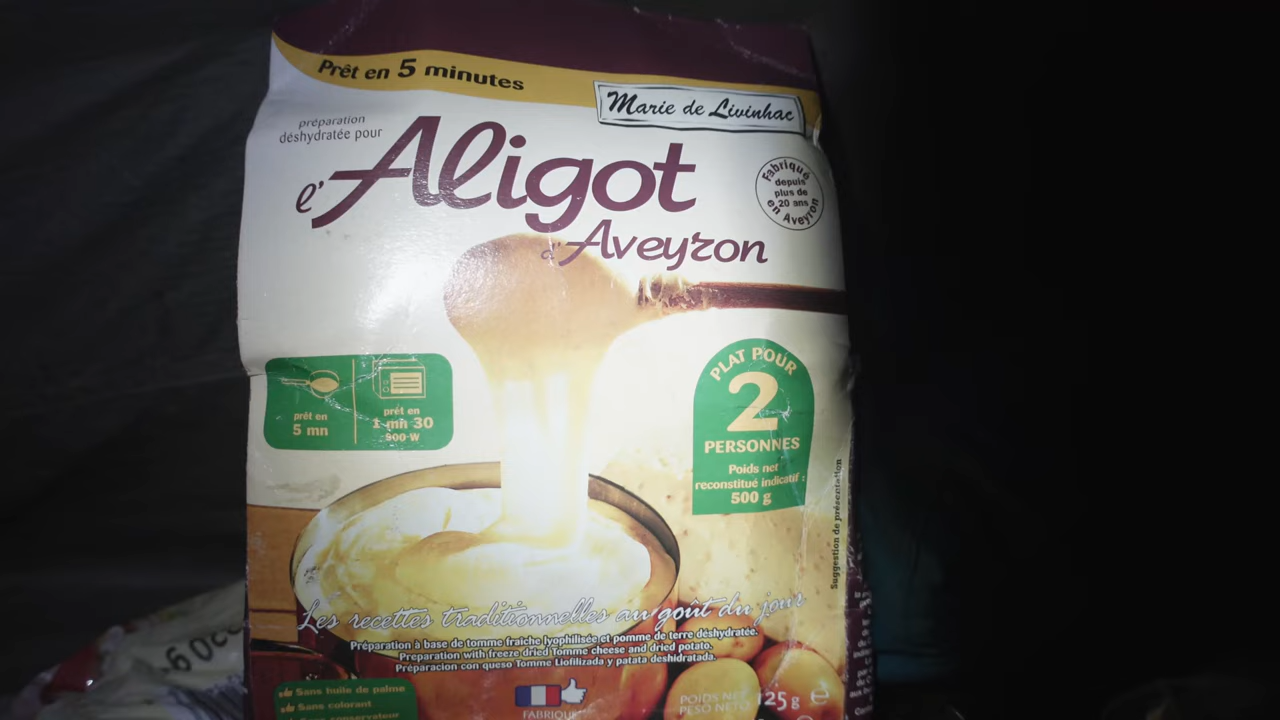 Prêt en 5 minutes
Marie de Livinhac
préparation
déshydratée pour
l'Aligot
d'Aveyron
Fabriqué
depuis
plus de
20 ans
en Aveyron
prêt en
5 mn
prêt en
1 mn 30
900 W
PLAT POUR
2
PERSONNES
Poids net
reconstitué indicatif :
500 g
Suggestion de présentation
Les recettes traditionnelles au goût du jour
Préparation à base de tomme fraîche lyophilisée et pomme de terre déshydratée.
Preparation with freeze dried Tomme cheese and dried potato.
Préparacion con queso Tomme Liofilizada y patata deshidratada.
Sans huile de palme
Sans colorant
Sans conservateur
FABRIQUÉ
POIDS NET
PESO NETO
125 g e